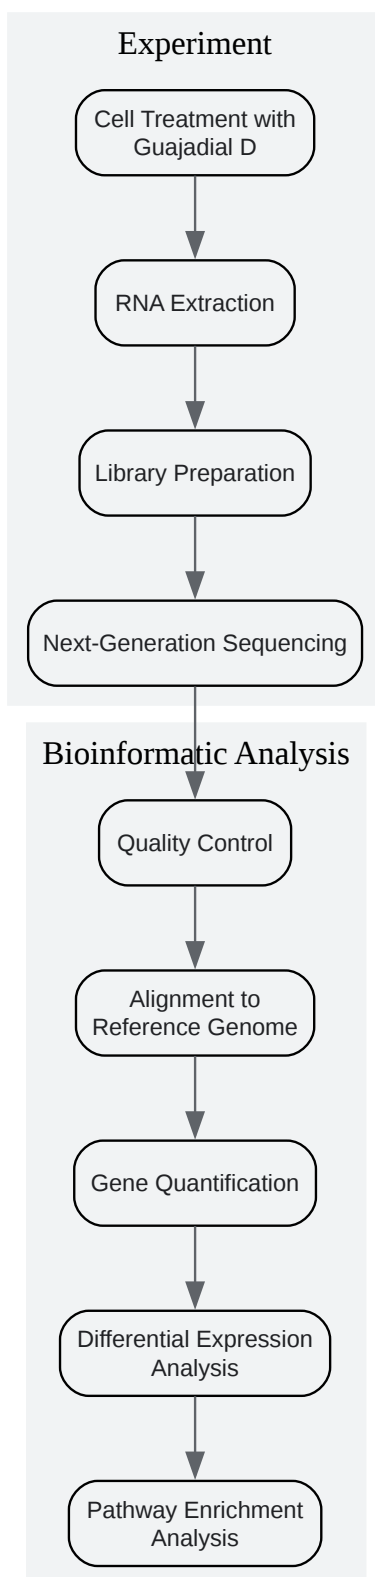 Experiment
Cell Treatment with
Guajadial D
RNA Extraction
Library Preparation
Next-Generation Sequencing
Bioinformatic Analysis
Quality Control
Alignment to
Reference Genome
Gene Quantification
Differential Expression
Analysis
Pathway Enrichment
Analysis